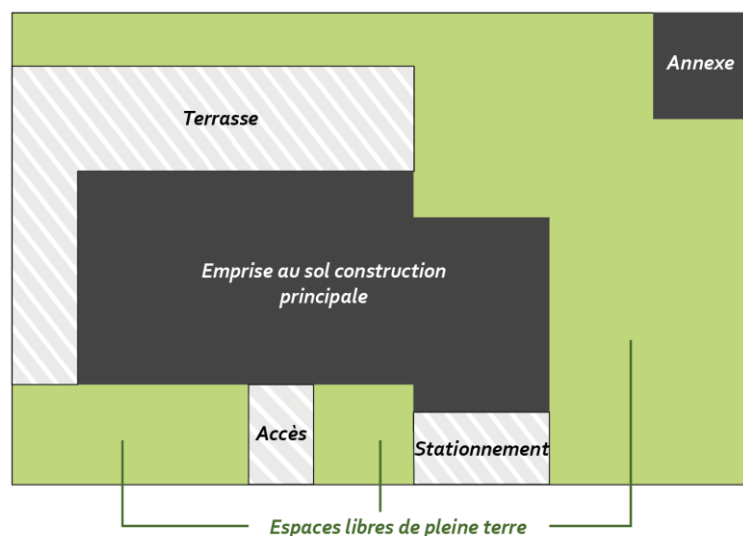 Annexe
Terrasse
Emprise au sol construction
principale
Accès
Stationnement
Espaces libres de pleine terre